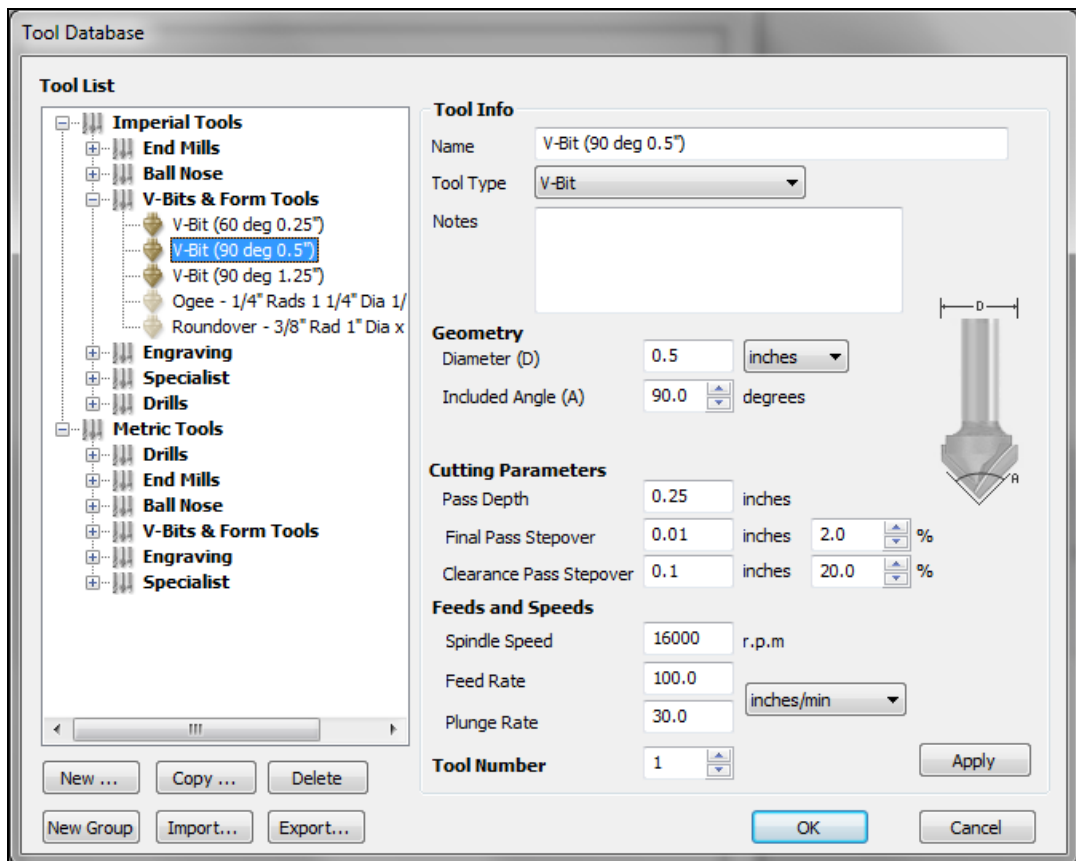 Tool Database
Tool List
Imperial Tools
End Mills
Ball Nose
V-Bits & Form Tools
V-Bit (60 deg 0.25")
V-Bit (90 deg 0.5")
V-Bit (90 deg 1.25")
Ogee - 1/4" Rads 1 1/4" Dia 1/
Roundover - 3/8" Rad 1" Dia x
Engraving
Specialist
Drills
Metric Tools
Drills
End Mills
Ball Nose
V-Bits & Form Tools
Engraving
Specialist
New ... Copy ... Delete
New Group Import... Export...
Tool Info
Name V-Bit (90 deg 0.5")
Tool Type V-Bit
Notes
Geometry
Diameter (D) 0.5 inches
Included Angle (A) 90.0 degrees
D
A
Cutting Parameters
Pass Depth 0.25 inches
Final Pass Stepover 0.01 inches 2.0 %
Clearance Pass Stepover 0.1 inches 20.0 %
Feeds and Speeds
Spindle Speed 16000 r.p.m
Feed Rate 100.0
inches/min
Plunge Rate 30.0
Tool Number 1
Apply
OK Cancel